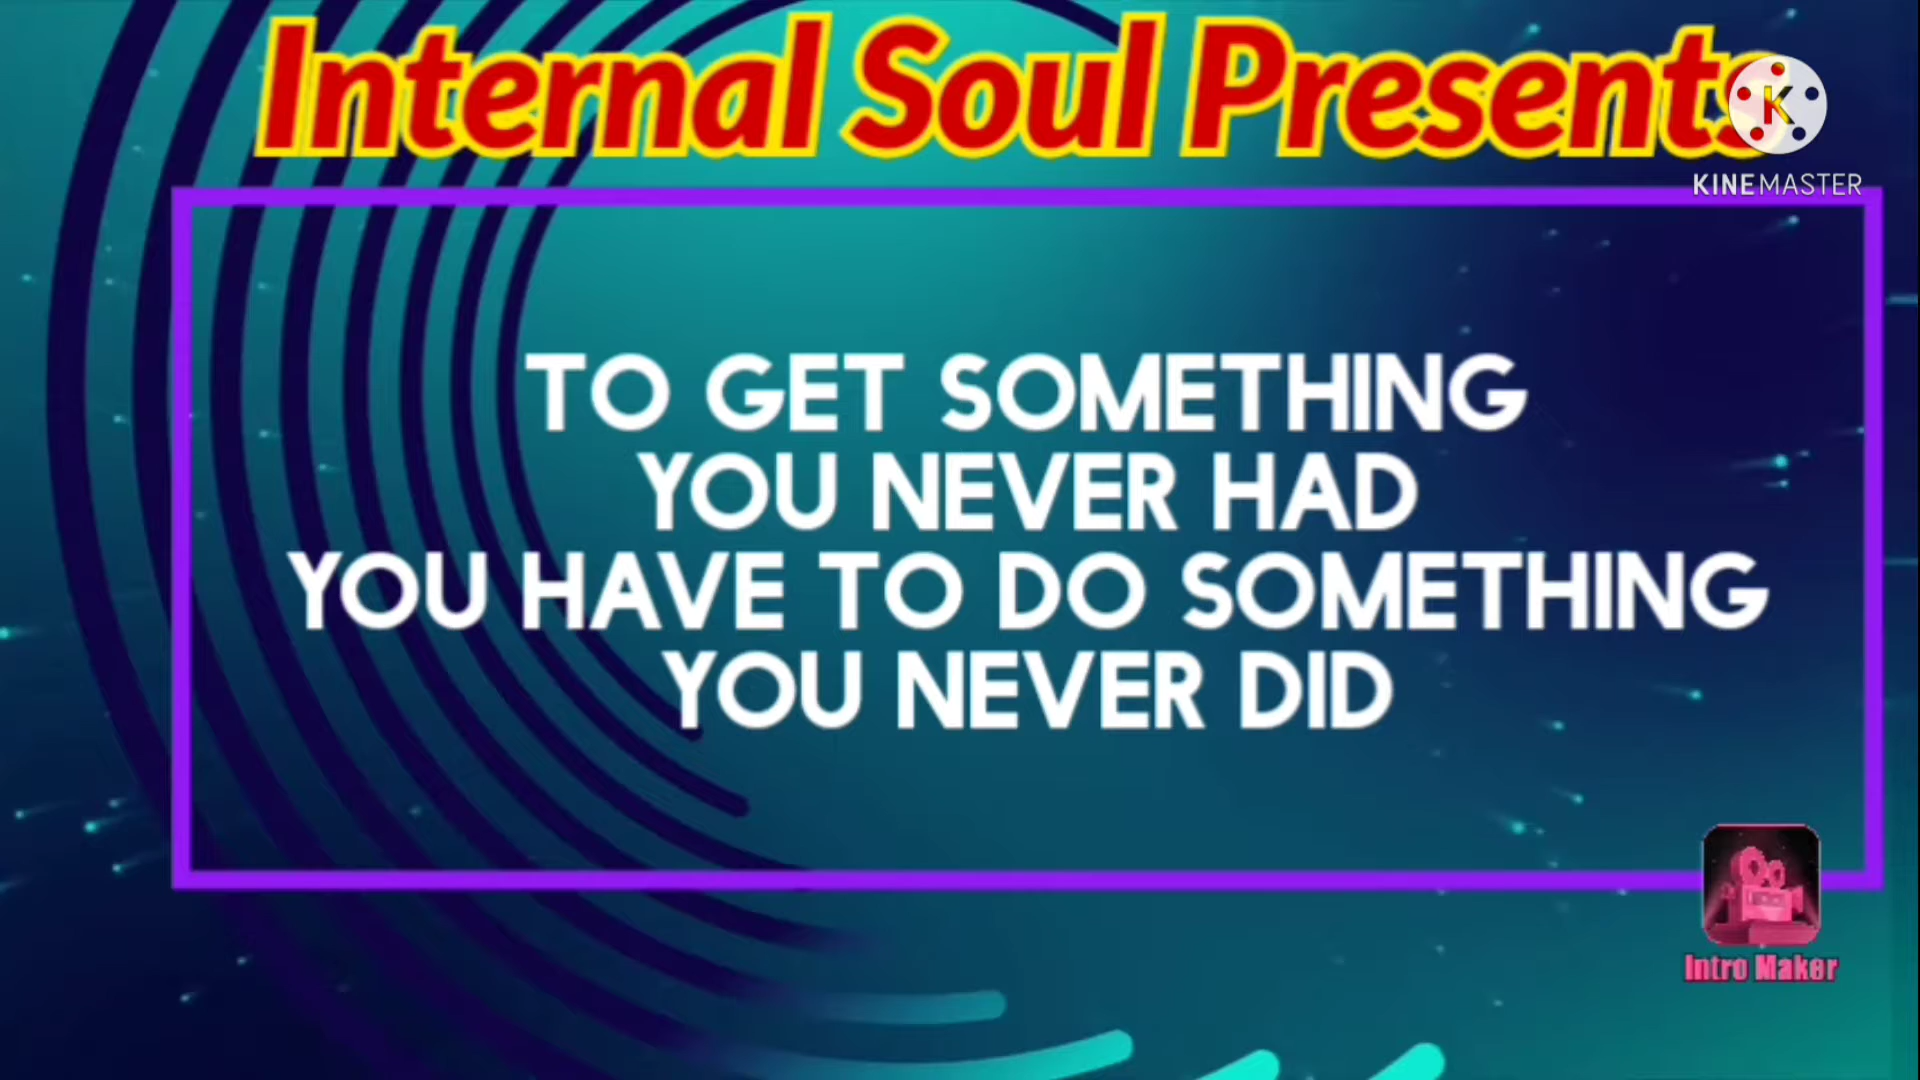 Internal Soul Presents
KINEMASTER
TO GET SOMETHING
YOU NEVER HAD
YOU HAVE TO DO SOMETHING
YOU NEVER DID
Intro Maker